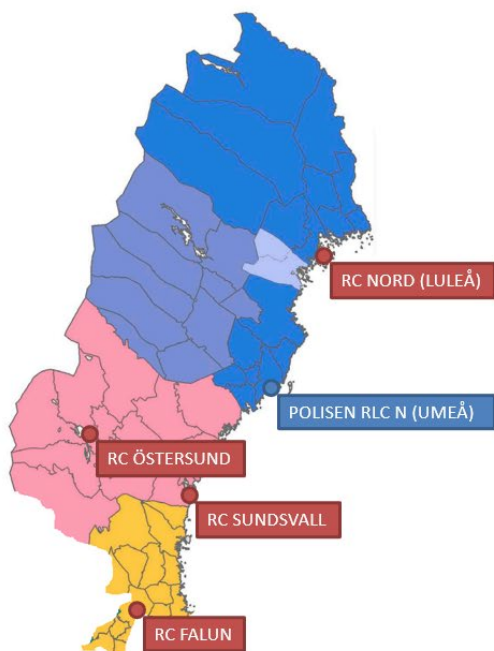 RC NORD (LULEÅ)
POLISEN RLC N (UMEÅ)
RC ÖSTERSUND
RC SUNDSVALL
RC FALUN